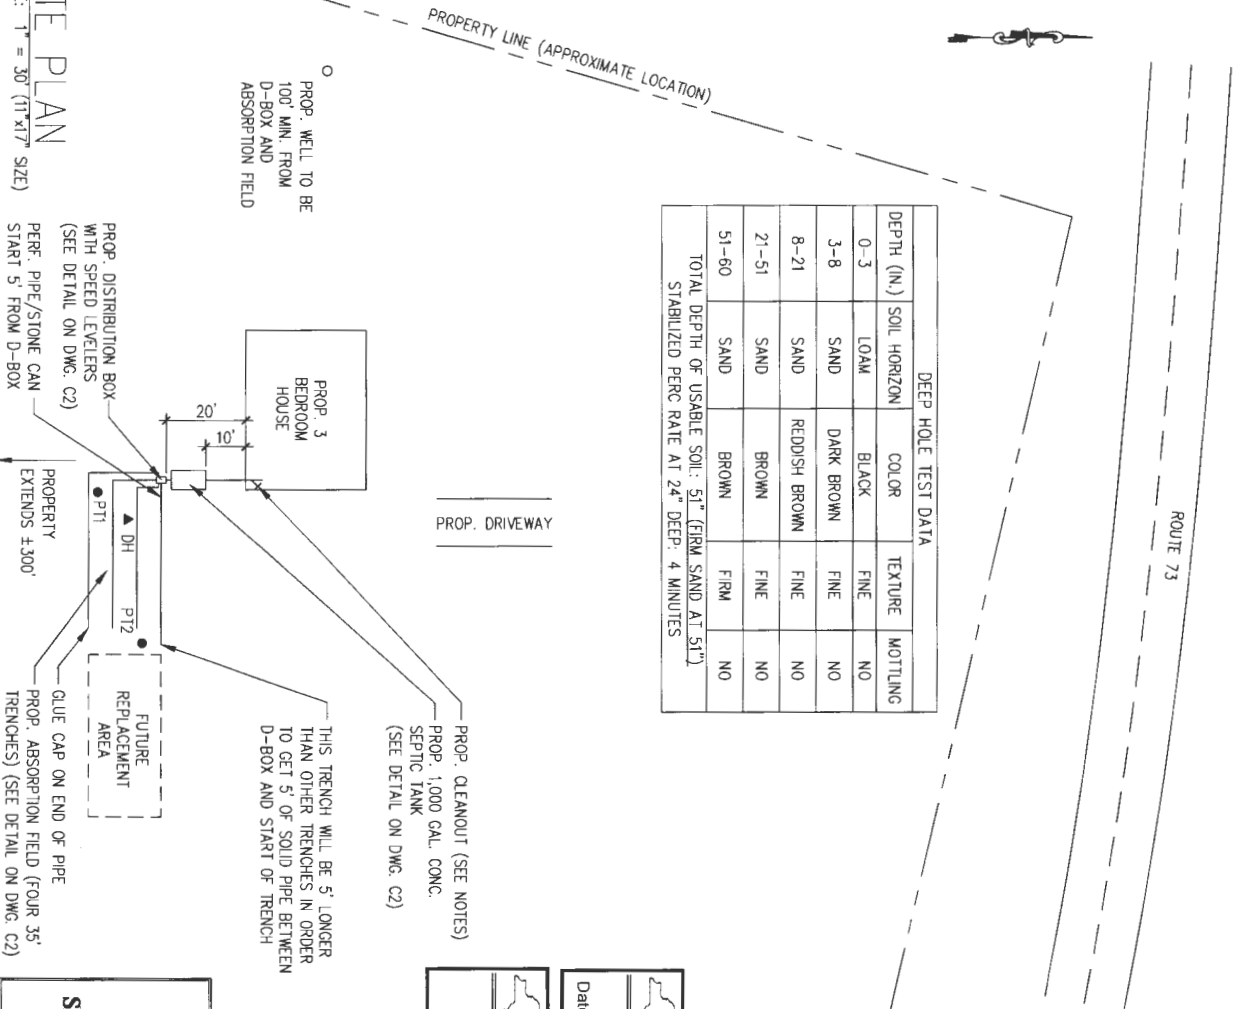 ROUTE 73
PROPERTY LINE (APPROXIMATE LOCATION)
DEEP HOLE TEST DATA
DEPTH (IN.) SOIL HORIZON COLOR TEXTURE MOTTLING
0-3 LOAM BLACK FINE NO
3-8 SAND DARK BROWN FINE NO
8-21 SAND REDDISH BROWN FINE NO
21-51 SAND BROWN FINE NO
51-60 SAND BROWN FIRM NO
TOTAL DEPTH OF USABLE SOIL: 51" (FIRM SAND AT 51")
STABILIZED PERC RATE AT 24" DEEP: 4 MINUTES
PROP. DRIVEWAY
PROP. CLEANOUT (SEE NOTES)
PROP. 1,000 GAL. CONC.
SEPTIC TANK
(SEE DETAIL ON DWG. C2)
PROP. WELL TO BE
100' MIN. FROM
D-BOX AND
ABSORPTION FIELD
PROP. 3
BEDROOM
HOUSE
20'
10'
THIS TRENCH WILL BE 5' LONGER
THAN OTHER TRENCHES IN ORDER
TO GET 5' OF SOLID PIPE BETWEEN
D-BOX AND START OF TRENCH
PROP. DISTRIBUTION BOX
WITH SPEED LEVELERS
(SEE DETAIL ON DWG. C2)
PERF. PIPE/STONE CAN
START 5' FROM D-BOX
PT1
DH
PT2
FUTURE
REPLACEMENT
AREA
PROPERTY
EXTENDS ±300'
GLUE CAP ON END OF PIPE
PROP. ABSORPTION FIELD (FOUR 35'
TRENCHES) (SEE DETAIL ON DWG. C2)
TE PLAN
: 1" = 30' (11"x17" SIZE)
Dat
S